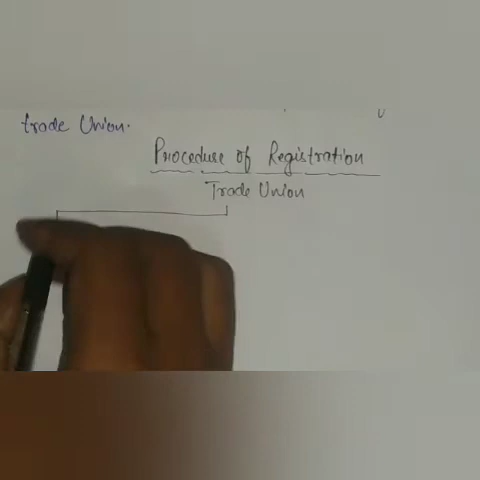 trade Union.
Procedure of Registration
Trade Union